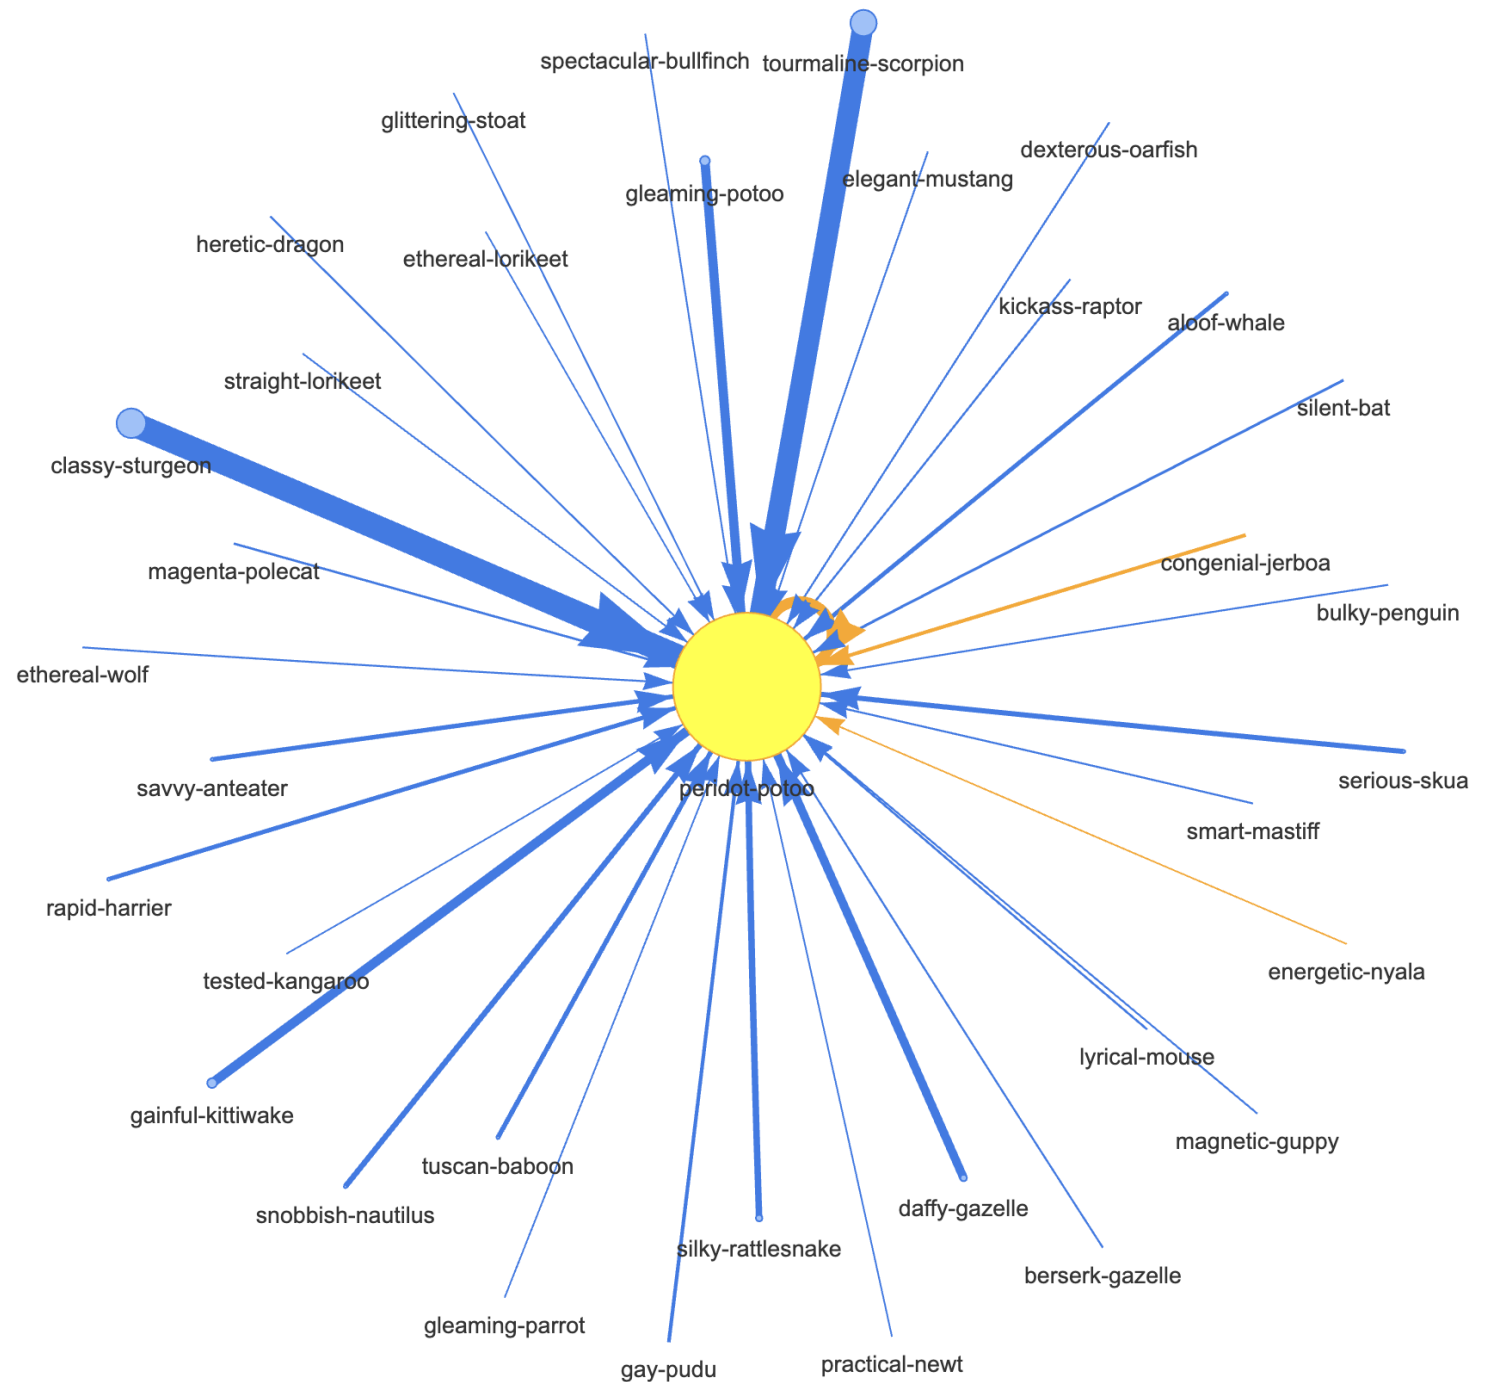 spectacular-bullfinch
tourmaline-scorpion
glittering-stoat
dexterous-oarfish
elegant-mustang
gleaming-potoo
heretic-dragon
ethereal-lorikeet
kickass-raptor
aloof-whale
straight-lorikeet
silent-bat
classy-sturgeon
congenial-jerboa
magenta-polecat
bulky-penguin
ethereal-wolf
serious-skua
savvy-anteater
peridot-potoo
smart-mastiff
rapid-harrier
energetic-nyala
tested-kangaroo
lyrical-mouse
gainful-kittiwake
magnetic-guppy
tuscan-baboon
daffy-gazelle
snobbish-nautilus
silky-rattlesnake
berserk-gazelle
gleaming-parrot
practical-newt
gay-pudu